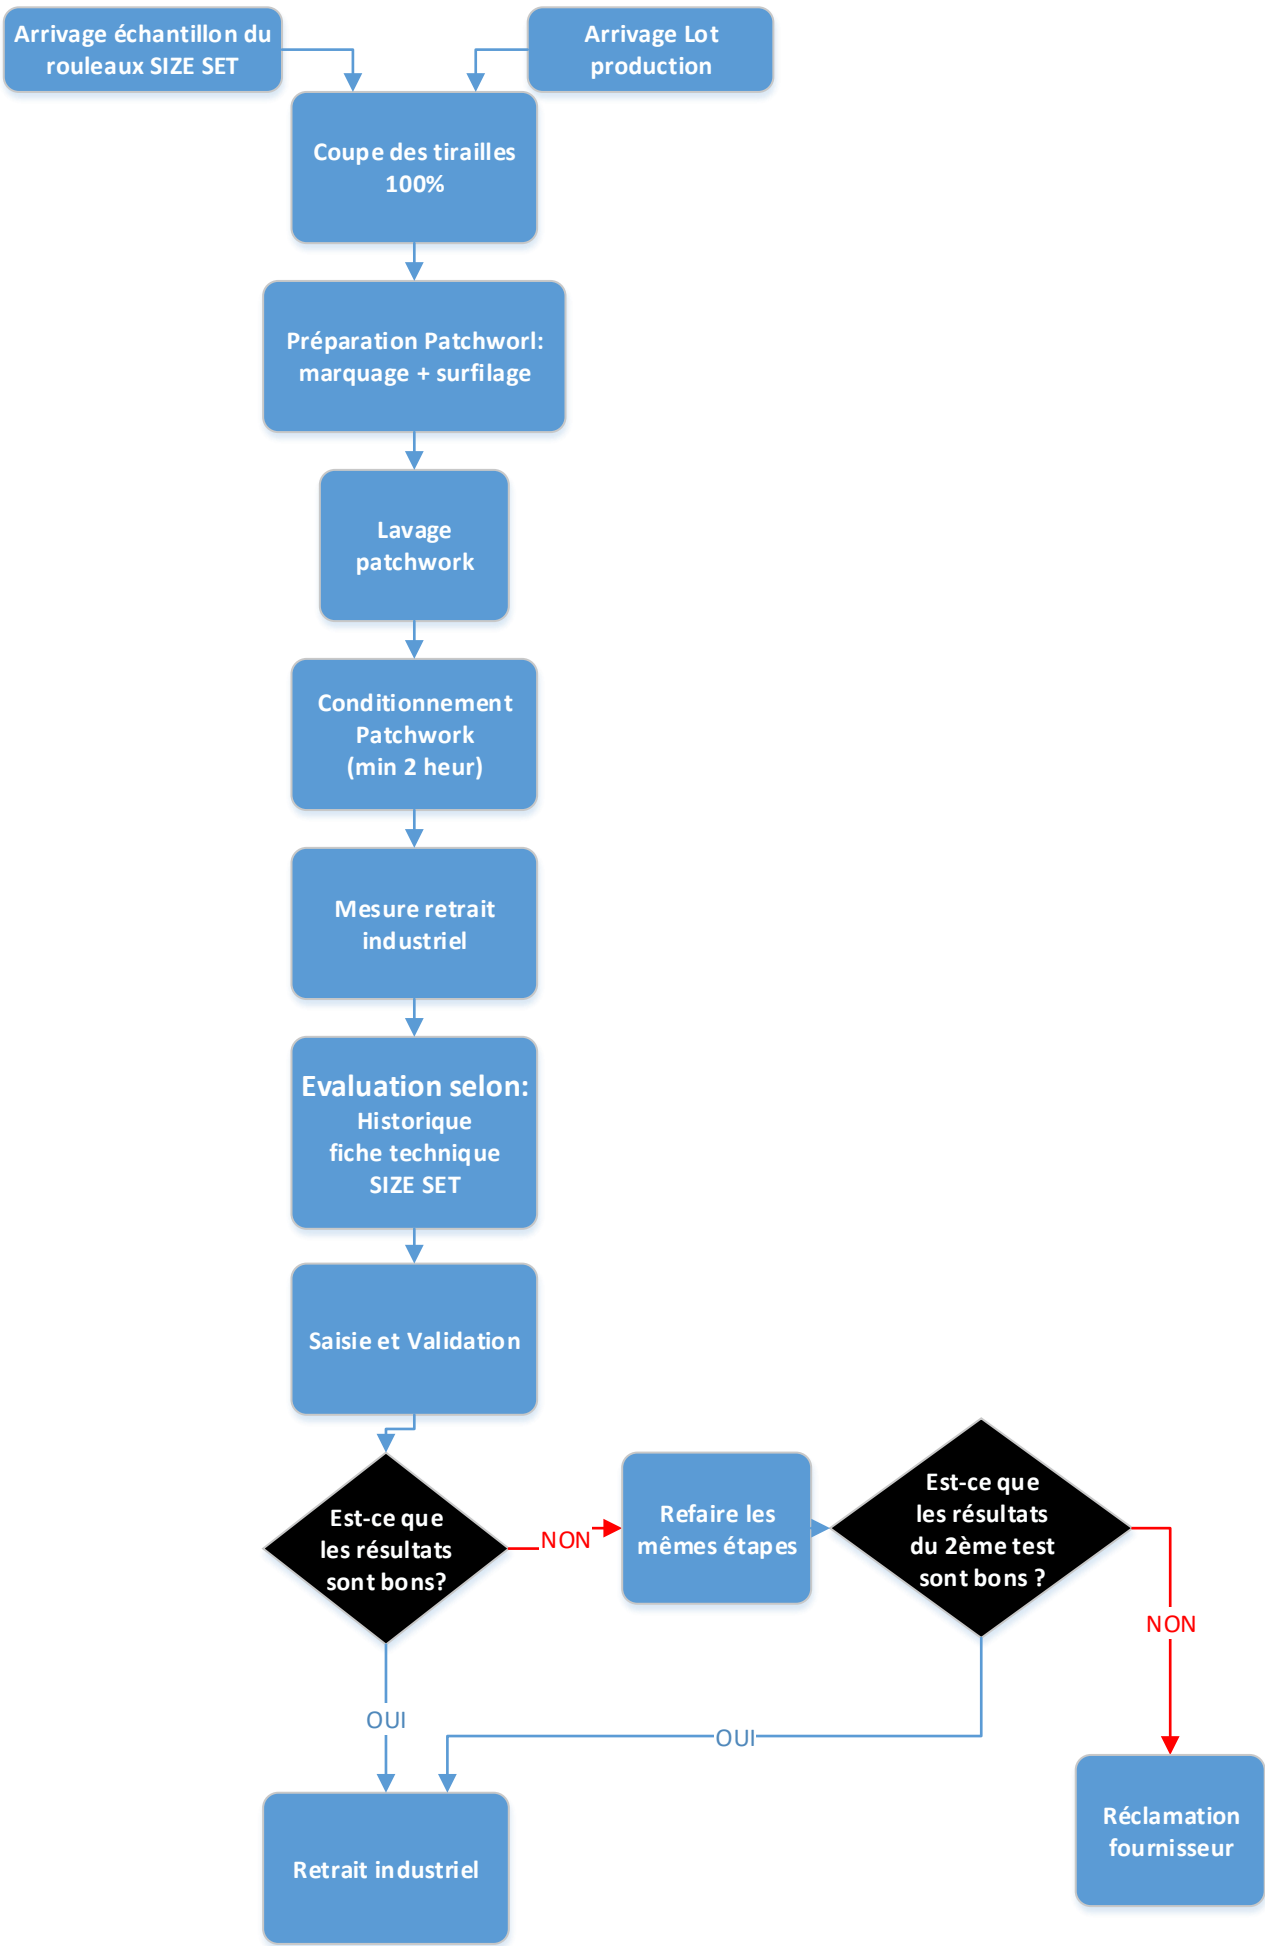 Arrivage échantillon du
rouleaux SIZE SET
Arrivage Lot
production
Coupe des tirailles
100%
Préparation Patchworl:
marquage + surfilage
Lavage
patchwork
Conditionnement
Patchwork
(min 2 heur)
Mesure retrait
industriel
Evaluation selon:
Historique
fiche technique
SIZE SET
Saisie et Validation
Est-ce que
les résultats
sont bons?
NON
Refaire les
mêmes étapes
Est-ce que
les résultats
du 2ème test
sont bons ?
NON
OUI
OUI
Retrait industriel
Réclamation
fournisseur